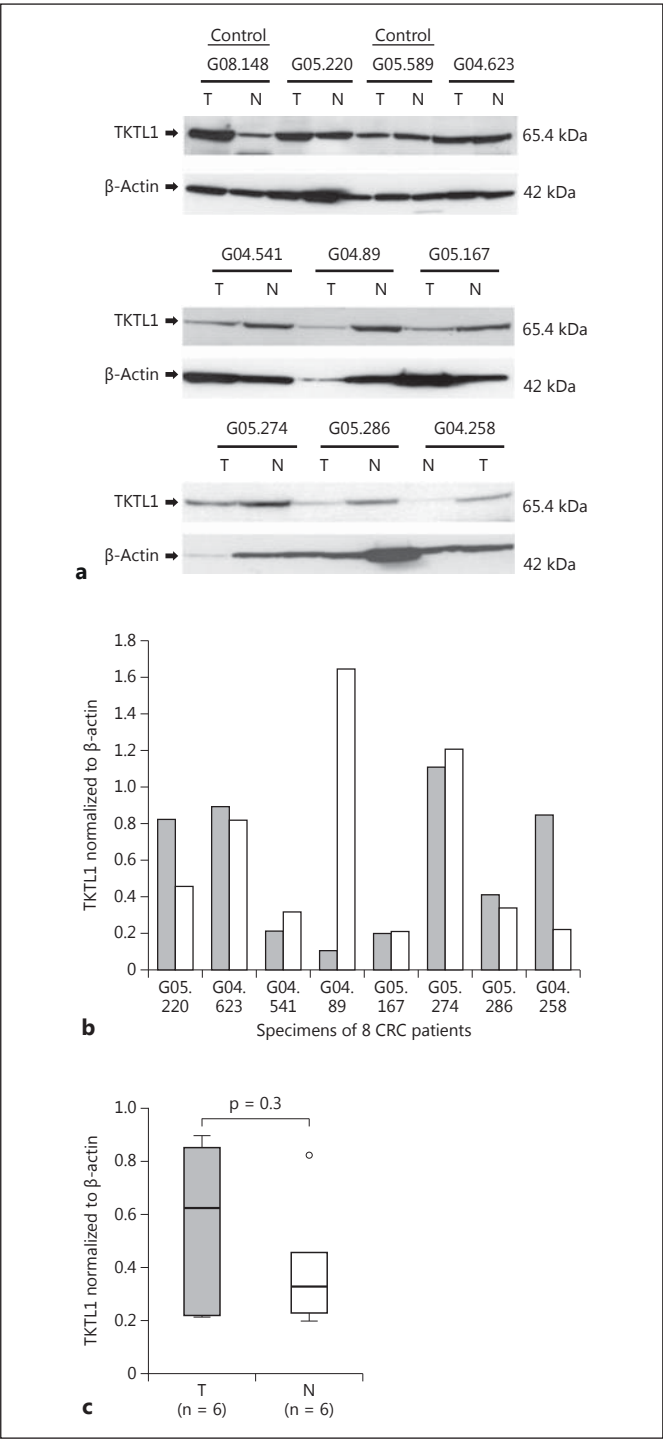 Control Control
G08.148 G05.220 G05.589 G04.623
T N T N T N T N
TKTL1 65.4 kDa
β-Actin 42 kDa
G04.541 G04.89 G05.167
T N T N T N
TKTL1 65.4 kDa
β-Actin 42 kDa
G05.274 G05.286 G04.258
T N T N N T
TKTL1 65.4 kDa
β-Actin 42 kDa
a
TKTL1 normalized to β-actin
1.8
1.6
1.4
1.2
1.0
0.8
0.6
0.4
0.2
0
G05. G04. G04. G04. G05. G05. G05. G04.
220 623 541 89 167 274 286 258
Specimens of 8 CRC patients
b
TKTL1 normalized to β-actin
1.0
0.8
0.6
0.4
0.2
0
p = 0.3
T N
(n = 6) (n = 6)
c